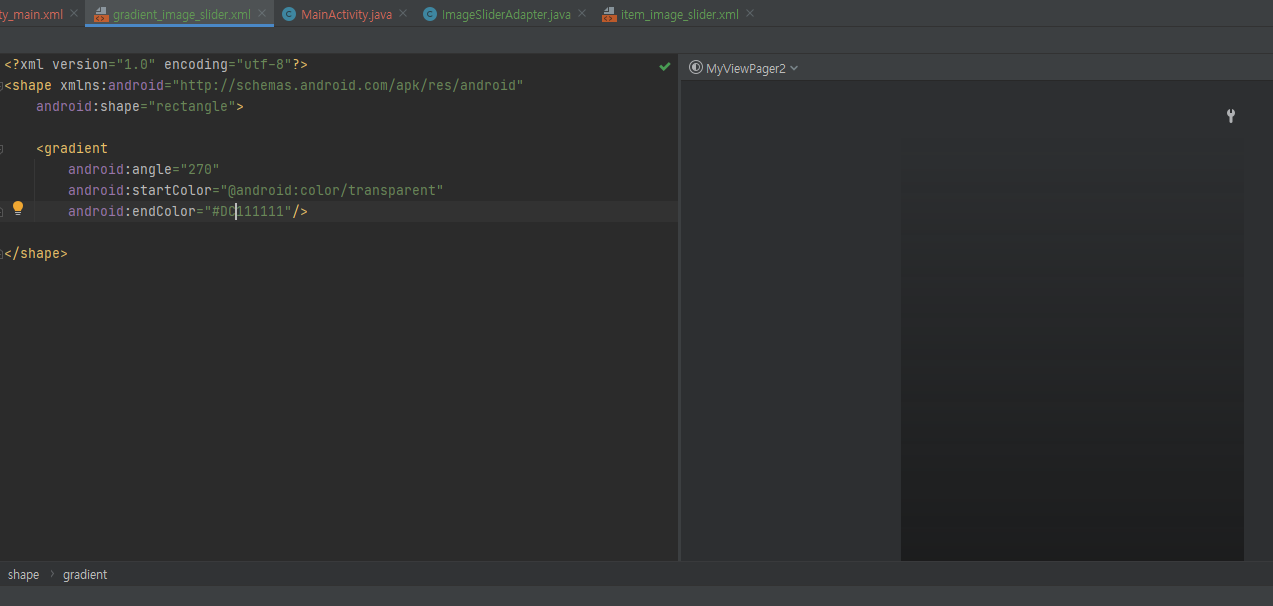 ty_main.xml gradient_image_slider.xml MainActivity.java ImageSliderAdapter.java item_image_slider.xml
<?xml version="1.0" encoding="utf-8"?>
<shape xmlns:android="http://schemas.android.com/apk/res/android"
    android:shape="rectangle">
    <gradient
        android:angle="270"
        android:startColor="@android:color/transparent"
        android:endColor="#DC111111"/>
</shape>
MyViewPager2
shape > gradient